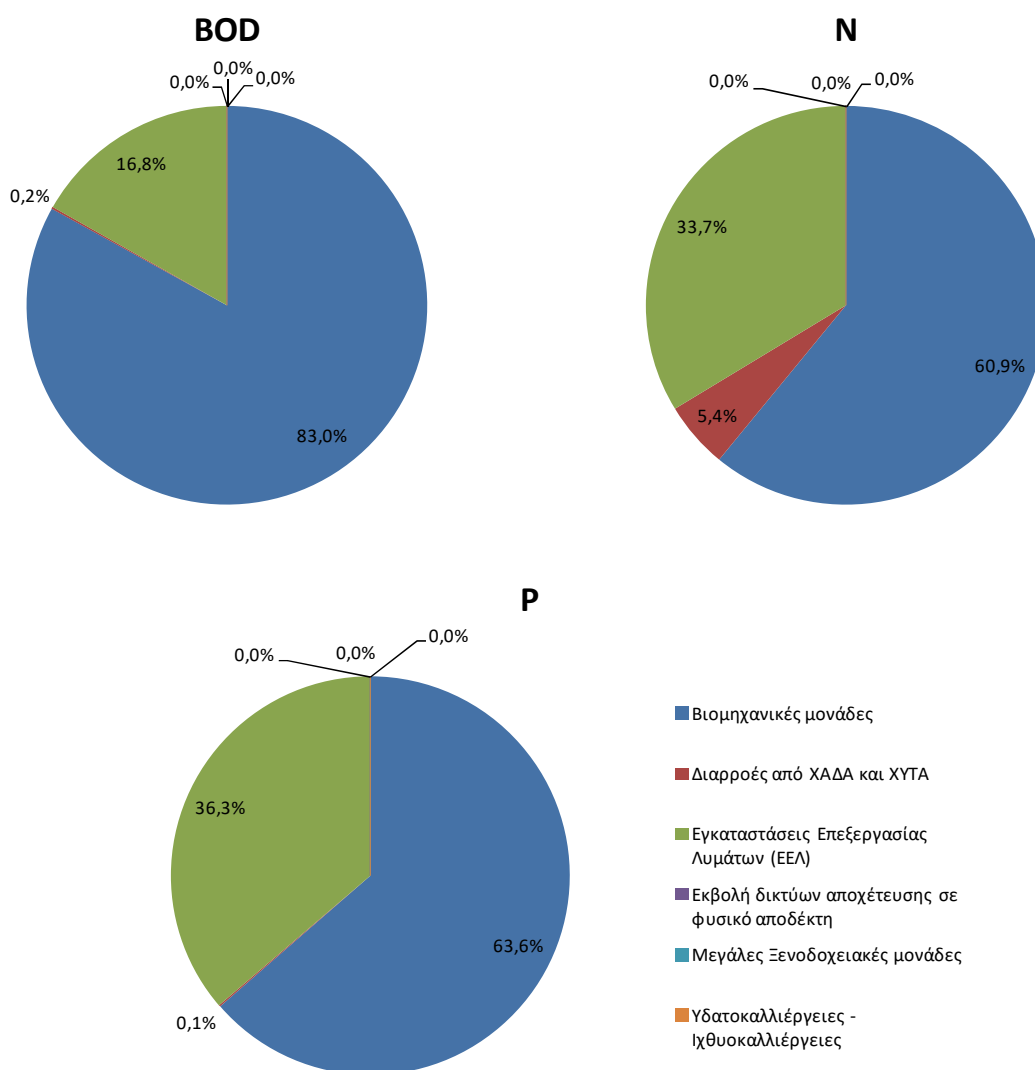 BOD
0,0%
0,0%
0,0%
16,8%
0,2%
83,0%
N
0,0%
0,0%
0,0%
33,7%
60,9%
5,4%
P
0,0%
0,0%
0,0%
36,3%
63,6%
0,1%
Βιομηχανικές μονάδες
Διαρροές από ΧΑΔΑ και ΧΥΤΑ
Εγκαταστάσεις Επεξεργασίας
Λυμάτων (ΕΕΛ)
Εκβολή δικτύων αποχέτευσης σε
φυσικό αποδέκτη
Μεγάλες Ξενοδοχειακές μονάδες
Υδατοκαλλιέργειες -
Ιχθυοκαλλιέργειες